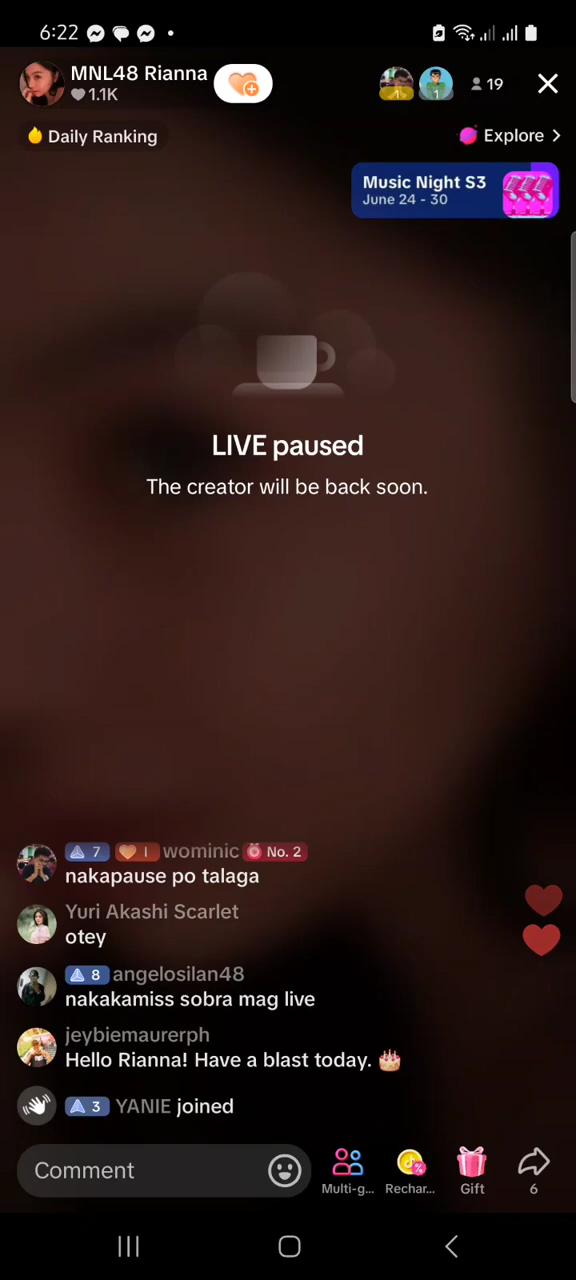 6:22
MNL48 Rianna
1.1K
1
1
19
Daily Ranking
Explore
Music Night S3
June 24 - 30
LIVE paused
The creator will be back soon.
7 I wominic No. 2
nakapause po talaga
Yuri Akashi Scarlet
otey
8 angelosilan48
nakakamiss sobra mag live
jeybiemaurerph
Hello Rianna! Have a blast today. 🎂
3 YANIE joined
Comment
Multi-g...
Rechar...
Gift
6